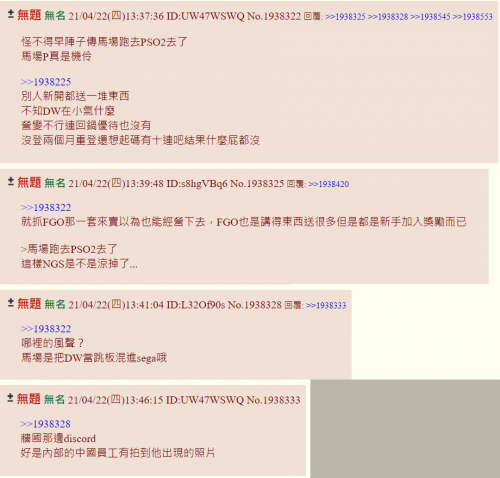 無題 無名 21/04/22(四)13:37:36 ID:UW47WSWQ No.1938322 回覆: >>1938325 >>1938328 >>1938545 >>1938553
怪不得早陣子傳馬場跑去PSO2去了
馬場P真是機伶
>>1938225
別人新開都送一堆東西
不知DW在小氣什麼
營變不行連回鍋優待也沒有
沒登兩個月重登還想起碼有十連吧結果什麼屁都沒
無題 無名 21/04/22(四)13:39:48 ID:s8hgVBq6 No.1938325 回覆: >>1938420
>>1938322
就抓FGO那一套來賣以為也能經營下去，FGO也是講得東西送很多但是都是新手加入獎勵而已
>馬場跑去PSO2去了
這樣NGS是不是涼掉了...
無題 無名 21/04/22(四)13:41:04 ID:L32Of90s No.1938328 回覆: >>1938333
>>1938322
哪裡的風聲？
馬場是把DW當跳板混進sega哦
無題 無名 21/04/22(四)13:46:15 ID:UW47WSWQ No.1938333
>>1938328
牆國那邊discord
好是內部的中國員工有拍到他出現的照片